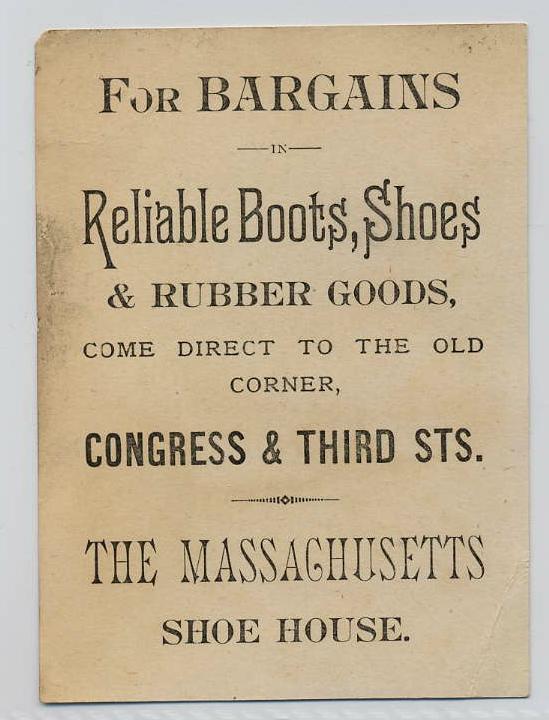 FOR BARGAINS
IN
Reliable Boots, Shoes
& RUBBER GOODS,
COME DIRECT TO THE OLD
CORNER,
CONGRESS & THIRD STS.
THE MASSACHUSETTS
SHOE HOUSE.